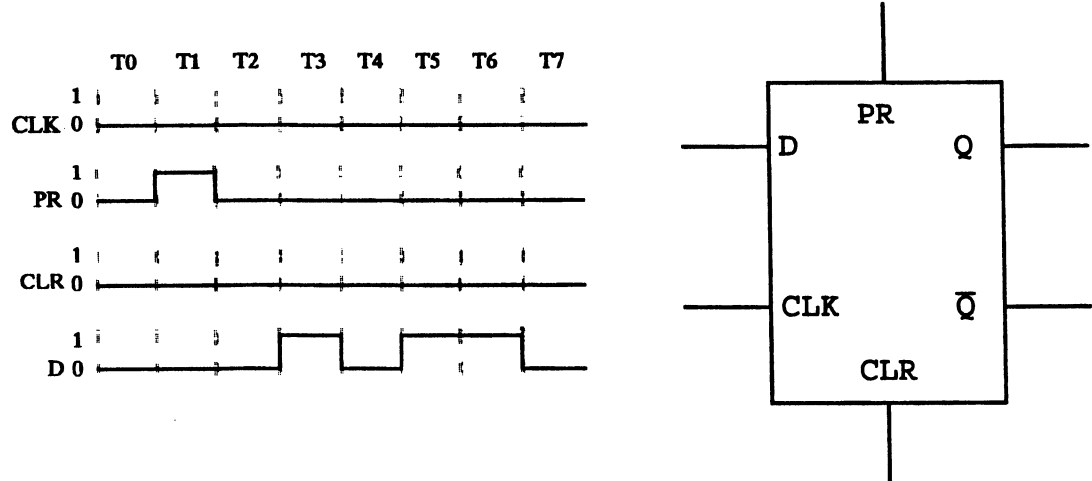 T0 T1 T2 T3 T4 T5 T6 T7
1
CLK 0
1
PR 0
1
CLR 0
1
D 0
PR
D Q
CLK Q̅
CLR